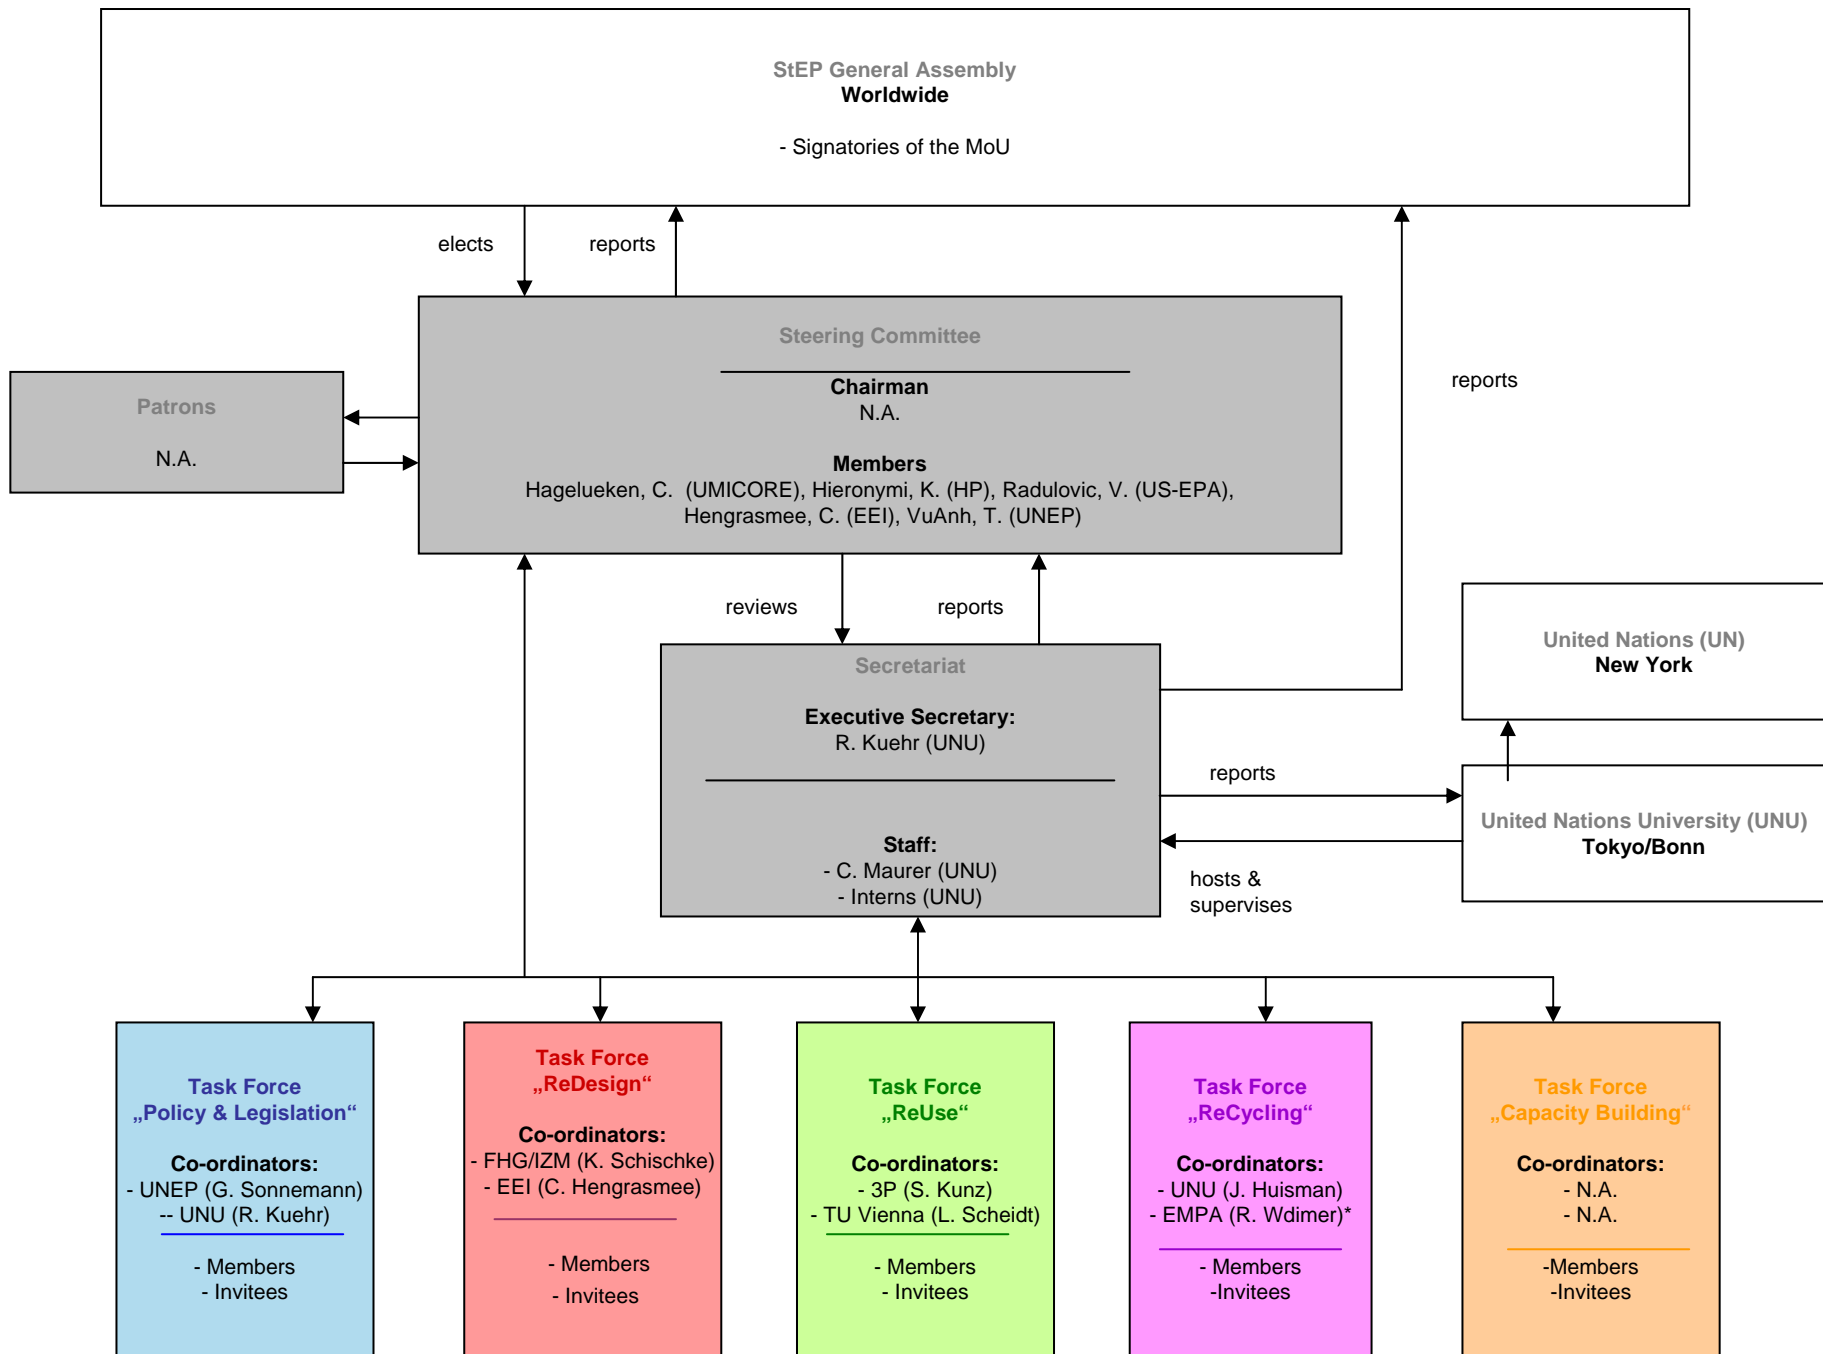 StEP General Assembly
Worldwide
- Signatories of the MoU
elects
reports
reports
Steering Committee
Chairman
N.A.
Members
Hagelueken, C. (UMICORE), Hieronymi, K. (HP), Radulovic, V. (US-EPA),
Hengrasmee, C. (EEI), VuAnh, T. (UNEP)
Patrons
N.A.
reviews
reports
Secretariat
Executive Secretary:
R. Kuehr (UNU)
Staff:
- C. Maurer (UNU)
- Interns (UNU)
United Nations (UN)
New York
reports
United Nations University (UNU)
Tokyo/Bonn
hosts &
supervises
Task Force
„Policy & Legislation“
Co-ordinators:
- UNEP (G. Sonnemann)
-- UNU (R. Kuehr)
- Members
- Invitees
Task Force
„ReDesign“
Co-ordinators:
- FHG/IZM (K. Schischke)
- EEI (C. Hengrasmee)
- Members
- Invitees
Task Force
„ReUse“
Co-ordinators:
- 3P (S. Kunz)
- TU Vienna (L. Scheidt)
- Members
- Invitees
Task Force
„ReCycling“
Co-ordinators:
- UNU (J. Huisman)
- EMPA (R. Wdimer)*
- Members
-Invitees
Task Force
„Capacity Building“
Co-ordinators:
- N.A.
- N.A.
-Members
-Invitees